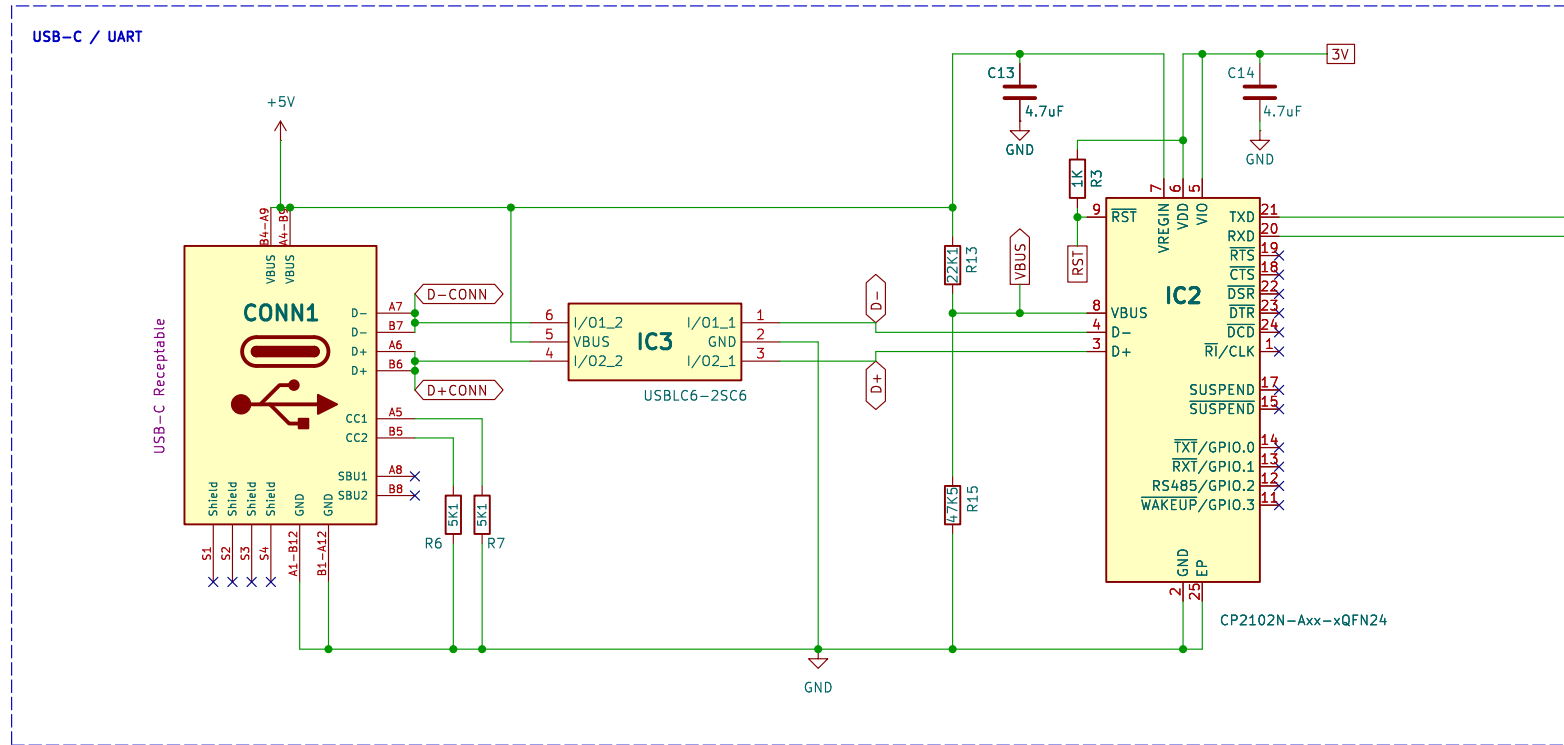 USB-C / UART
+5V
C13
4.7uF
GND
C14
4.7uF
GND
3V
1K
R3
RST
22K1
R13
VBUS
47K5
R15
USB-C Receptable
CONN1
B4-A9
VBUS
VBUS
D- A7
D- B7
D+ A6
D+ B6
CC1 A5
CC2 B5
SBU1 A8
SBU2 B8
Shield S1
Shield S2
Shield S3
Shield S4
GND A1-B12
GND B1-A12
D-CONN
D+CONN
5K1
R6
5K1
R7
6 I/O1_2
5 VBUS
4 I/O2_2
IC3
I/O1_1 1
GND 2
I/O2_1 3
USBLC6-2SC6
D-
D+
GND
IC2
7 VREGIN
6 VDD
5 VIO
9 RST
8 VBUS
4 D-
3 D+
TXD 21
RXD 20
RTS 19
CTS 18
DSR 22
DTR 23
DCD 24
RI/CLK 1
SUSPEND 17
SUSPEND 15
TXT/GPIO.0 14
RXT/GPIO.1 13
RS485/GPIO.2 12
WAKEUP/GPIO.3 11
GND 2
EP 25
CP2102N-Axx-xQFN24